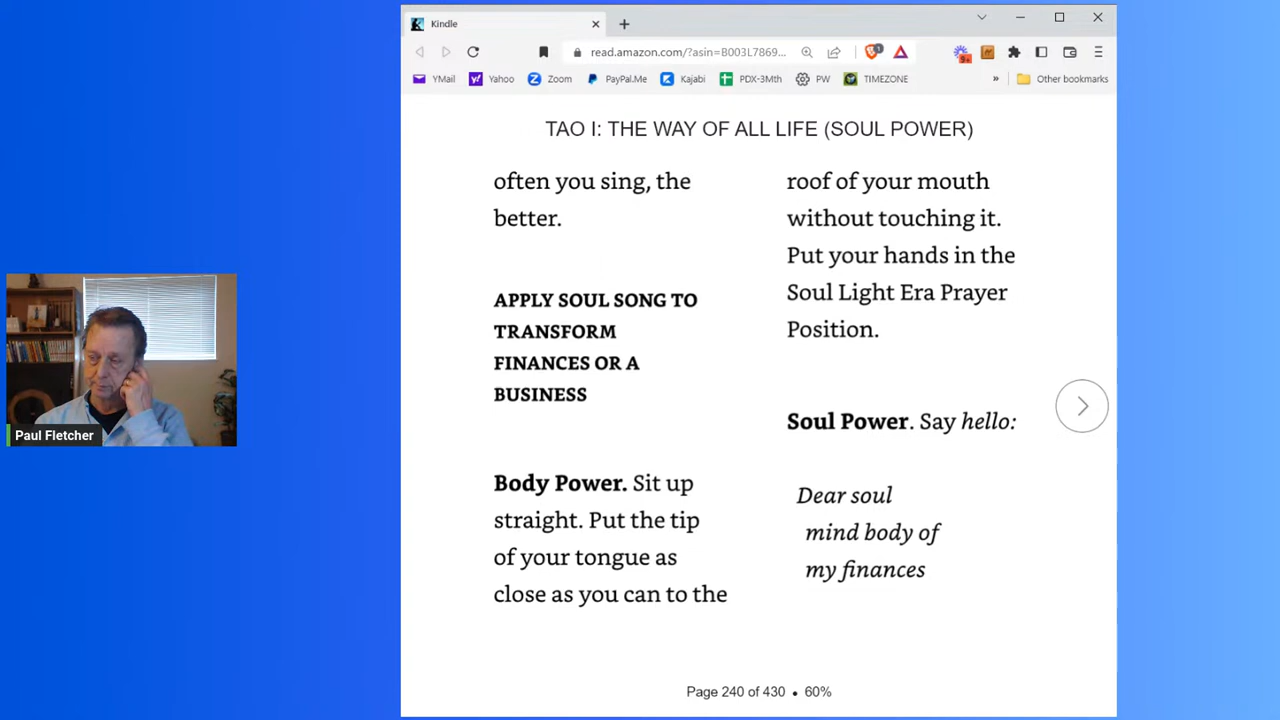 Kindle
read.amazon.com/?asin=B003L7869...
1
9+
YMail
Yahoo
Zoom
PayPal.Me
Kajabi
PDX-3Mth
PW
TIMEZONE
»
Other bookmarks
TAO I: THE WAY OF ALL LIFE (SOUL POWER)
often you sing, the
better.
APPLY SOUL SONG TO
TRANSFORM
FINANCES OR A
BUSINESS
Body Power. Sit up
straight. Put the tip
of your tongue as
close as you can to the
roof of your mouth
without touching it.
Put your hands in the
Soul Light Era Prayer
Position.
Soul Power. Say hello:
Dear soul
mind body of
my finances
Page 240 of 430 • 60%
Paul Fletcher